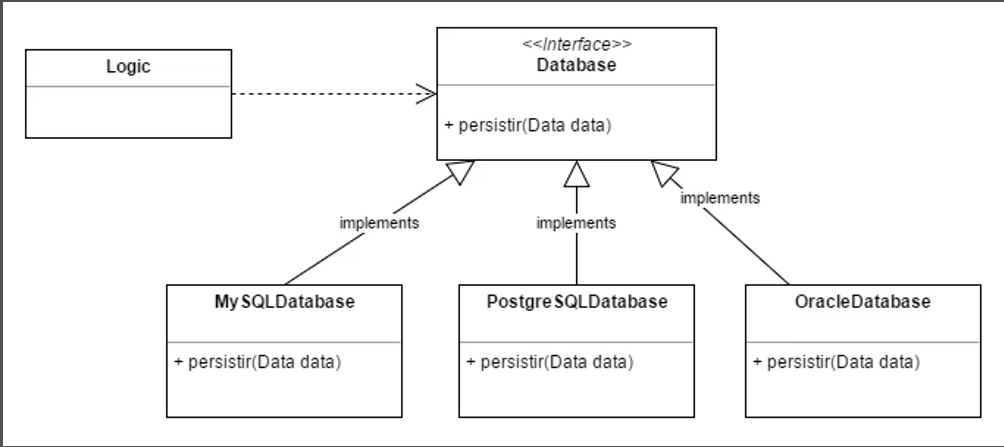 Logic
<<Interface>>
Database
+ persistir(Data data)
implements
implements
implements
MySQLDatabase
PostgreSQLDatabase
OracleDatabase
+ persistir(Data data)
+ persistir(Data data)
+ persistir(Data data)